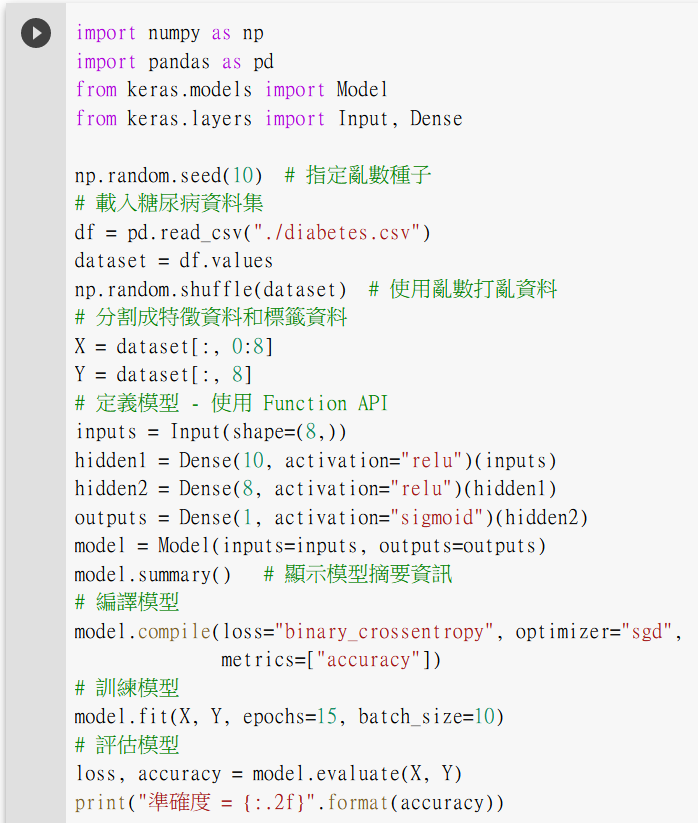 import numpy as np
import pandas as pd
from keras.models import Model
from keras.layers import Input, Dense
np.random.seed(10)  # 指定亂數種子
# 載入糖尿病資料集
df = pd.read_csv("./diabetes.csv")
dataset = df.values
np.random.shuffle(dataset)  # 使用亂數打亂資料
# 分割成特徵資料和標籤資料
X = dataset[:, 0:8]
Y = dataset[:, 8]
# 定義模型 - 使用 Function API
inputs = Input(shape=(8,))
hidden1 = Dense(10, activation="relu")(inputs)
hidden2 = Dense(8, activation="relu")(hidden1)
outputs = Dense(1, activation="sigmoid")(hidden2)
model = Model(inputs=inputs, outputs=outputs)
model.summary()   # 顯示模型摘要資訊
# 編譯模型
model.compile(loss="binary_crossentropy", optimizer="sgd",
              metrics=["accuracy"])
# 訓練模型
model.fit(X, Y, epochs=15, batch_size=10)
# 評估模型
loss, accuracy = model.evaluate(X, Y)
print("準確度 = {:.2f}".format(accuracy))